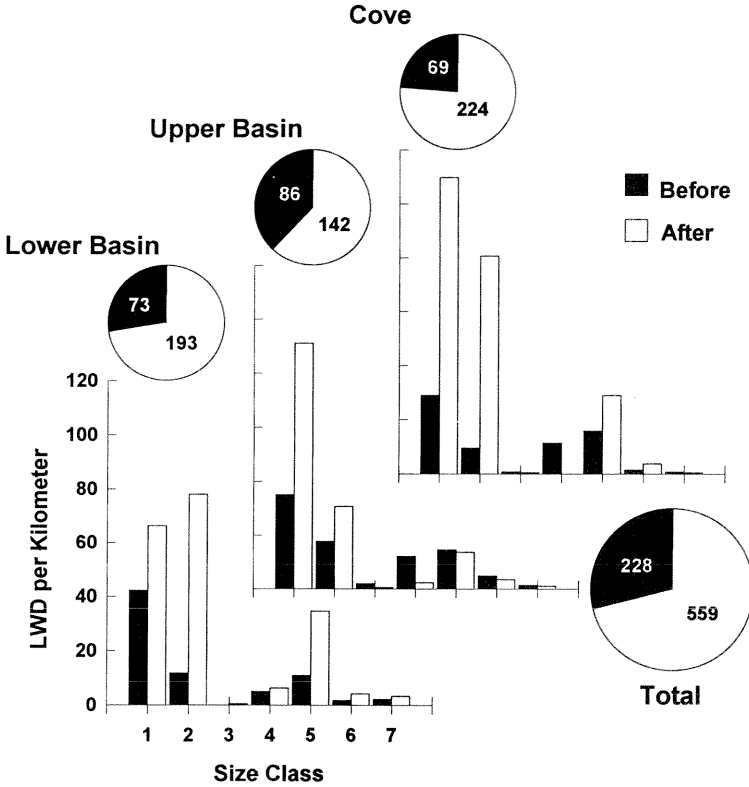 Cove
69
224
Upper Basin
86
142
Before
After
Lower Basin
73
193
120
100
80
60
40
20
0
LWD per Kilometer
1 2 3 4 5 6 7
Size Class
228
559
Total